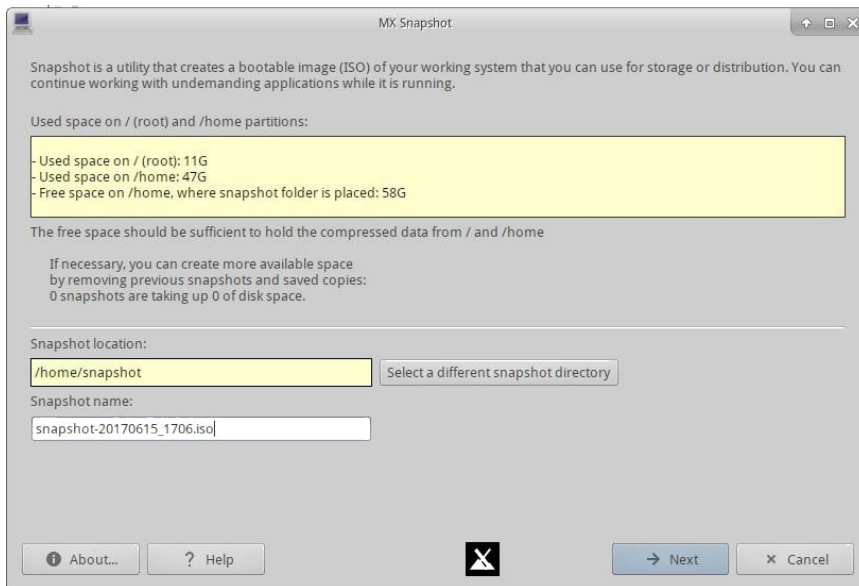 MX Snapshot
Snapshot is a utility that creates a bootable image (ISO) of your working system that you can use for storage or distribution. You can
continue working with undemanding applications while it is running.
Used space on / (root) and /home partitions:
- Used space on / (root): 11G
- Used space on /home: 47G
- Free space on /home, where snapshot folder is placed: 58G
The free space should be sufficient to hold the compressed data from / and /home
If necessary, you can create more available space
by removing previous snapshots and saved copies:
0 snapshots are taking up 0 of disk space.
Snapshot location:
/home/snapshot
Select a different snapshot directory
Snapshot name:
snapshot-20170615_1706.iso
About...
Help
Next
Cancel